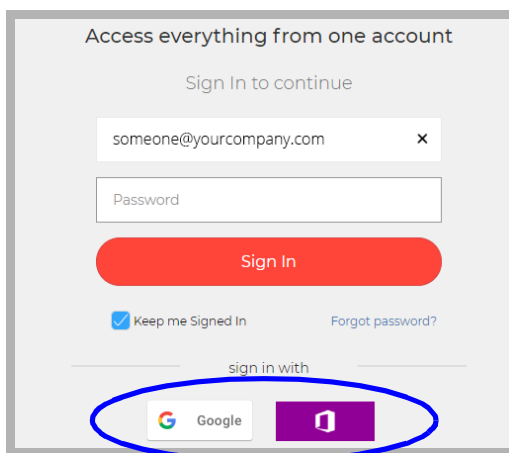 Access everything from one account
Sign In to continue
someone@yourcompany.com ×
Password
Sign In
Keep me Signed In Forgot password?
sign in with
G Google